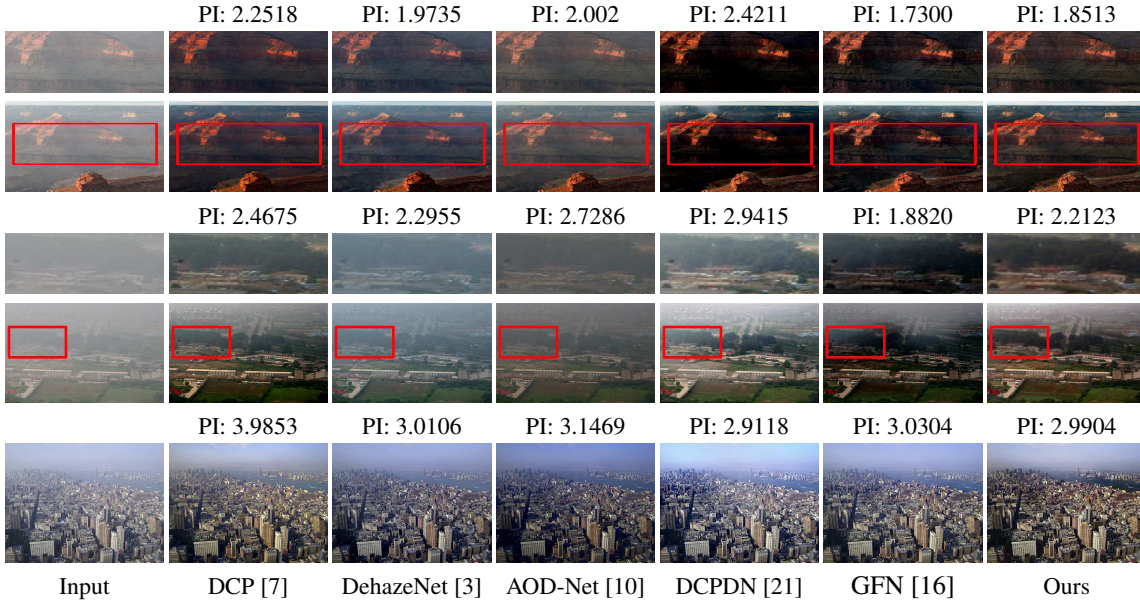 PI: 2.2518 PI: 1.9735 PI: 2.002 PI: 2.4211 PI: 1.7300 PI: 1.8513
PI: 2.4675 PI: 2.2955 PI: 2.7286 PI: 2.9415 PI: 1.8820 PI: 2.2123
PI: 3.9853 PI: 3.0106 PI: 3.1469 PI: 2.9118 PI: 3.0304 PI: 2.9904
Input DCP [7] DehazeNet [3] AOD-Net [10] DCPDN [21] GFN [16] Ours